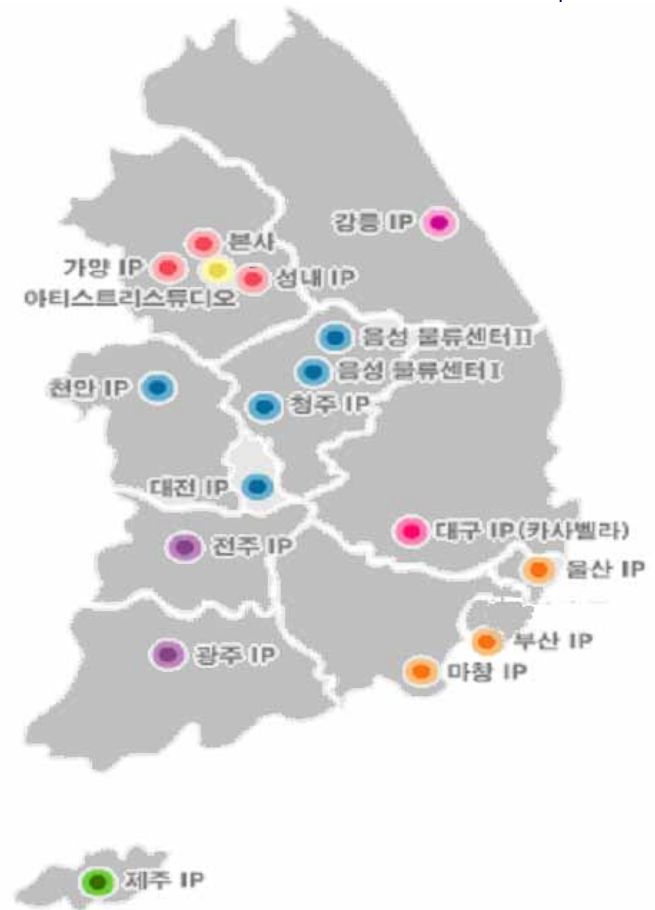 강릉 IP
본사
가양 IP
성내 IP
아티스트리스튜디오
음성 물류센터II
음성 물류센터I
천안 IP
청주 IP
대전 IP
대구 IP(카사벨라)
전주 IP
울산 IP
부산 IP
광주 IP
마창 IP
제주 IP